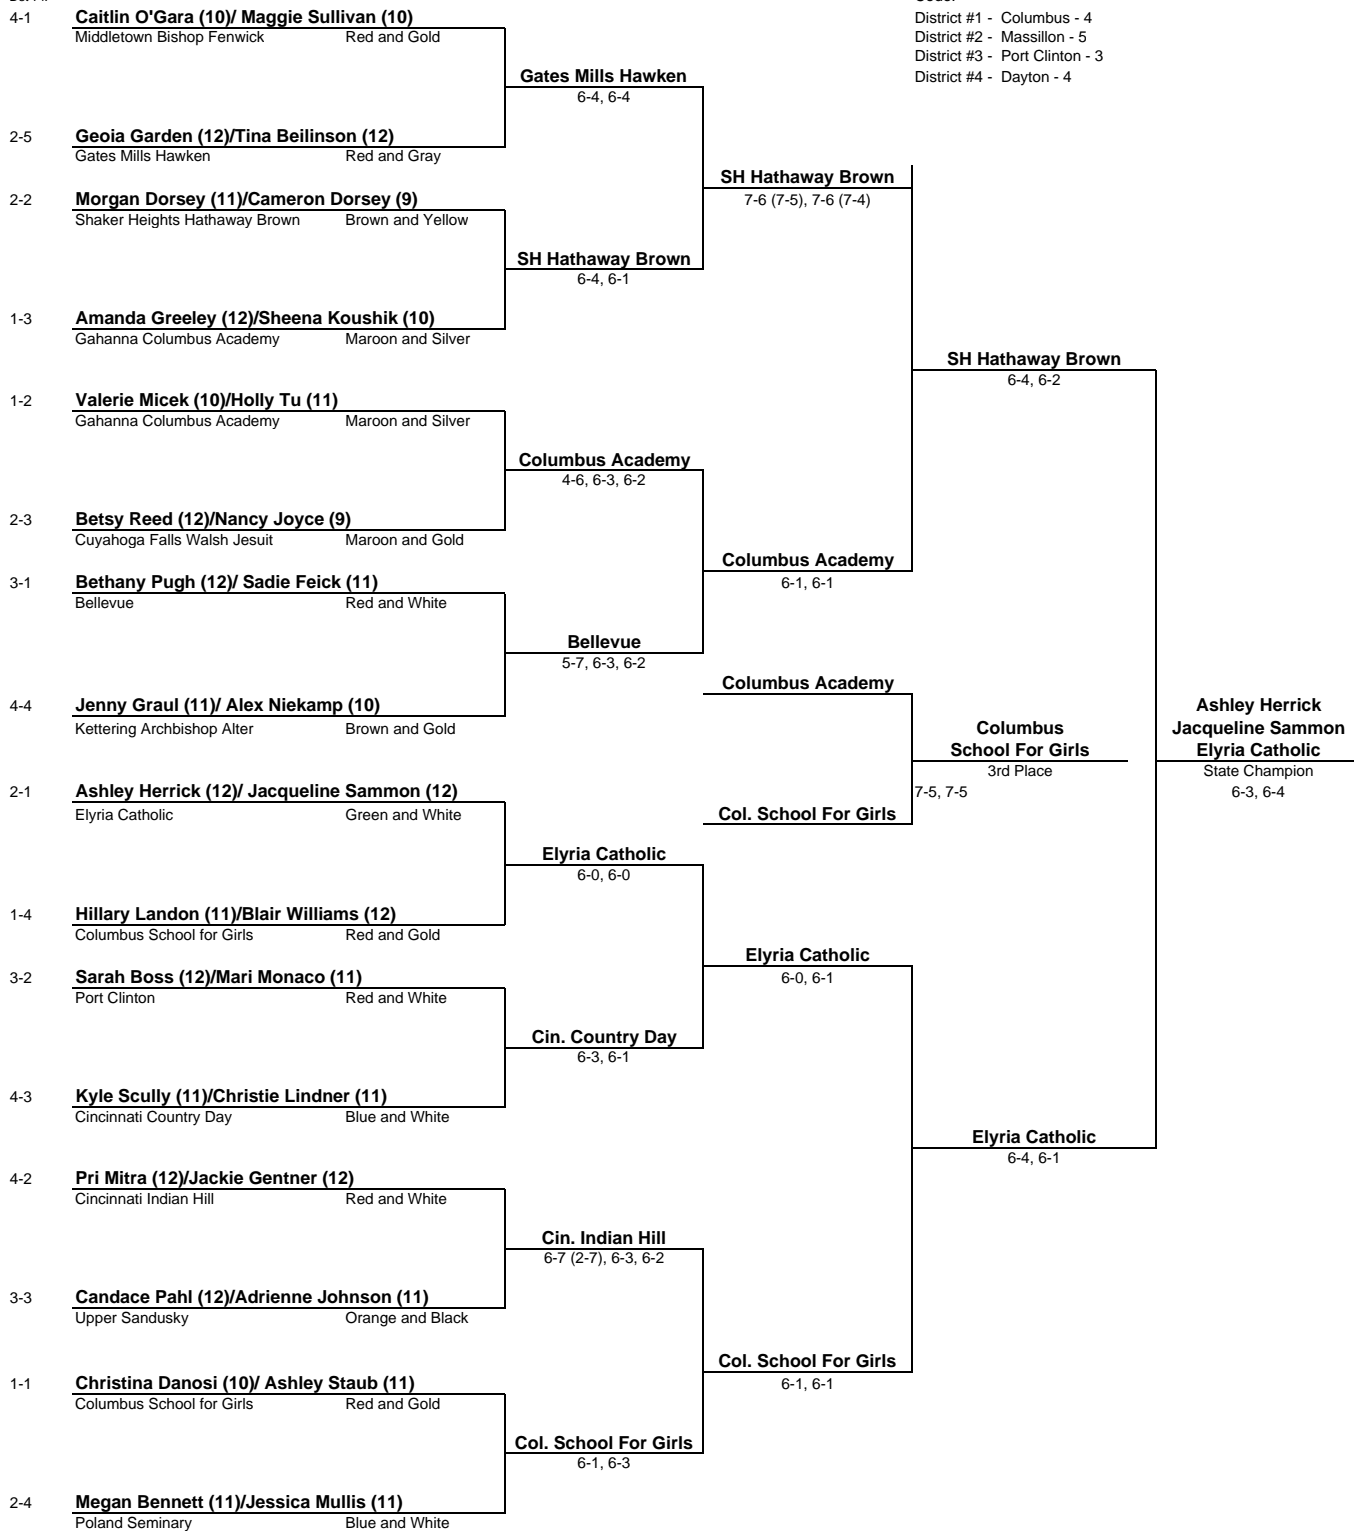 4-1 Caitlin O'Gara (10)/ Maggie Sullivan (10)
Middletown Bishop Fenwick Red and Gold
District #1 - Columbus - 4
District #2 - Massillon - 5
District #3 - Port Clinton - 3
District #4 - Dayton - 4
Gates Mills Hawken
6-4, 6-4
2-5 Geoia Garden (12)/Tina Beilinson (12)
Gates Mills Hawken Red and Gray
SH Hathaway Brown
7-6 (7-5), 7-6 (7-4)
2-2 Morgan Dorsey (11)/Cameron Dorsey (9)
Shaker Heights Hathaway Brown Brown and Yellow
SH Hathaway Brown
6-4, 6-1
1-3 Amanda Greeley (12)/Sheena Koushik (10)
Gahanna Columbus Academy Maroon and Silver
SH Hathaway Brown
6-4, 6-2
1-2 Valerie Micek (10)/Holly Tu (11)
Gahanna Columbus Academy Maroon and Silver
Columbus Academy
4-6, 6-3, 6-2
2-3 Betsy Reed (12)/Nancy Joyce (9)
Cuyahoga Falls Walsh Jesuit Maroon and Gold
Columbus Academy
6-1, 6-1
3-1 Bethany Pugh (12)/ Sadie Feick (11)
Bellevue Red and White
Bellevue
5-7, 6-3, 6-2
Columbus Academy
4-4 Jenny Graul (11)/ Alex Niekamp (10)
Kettering Archbishop Alter Brown and Gold
Columbus
School For Girls
3rd Place
7-5, 7-5
Ashley Herrick
Jacqueline Sammon
Elyria Catholic
State Champion
6-3, 6-4
2-1 Ashley Herrick (12)/ Jacqueline Sammon (12)
Elyria Catholic Green and White
Col. School For Girls
Elyria Catholic
6-0, 6-0
1-4 Hillary Landon (11)/Blair Williams (12)
Columbus School for Girls Red and Gold
Elyria Catholic
6-0, 6-1
3-2 Sarah Boss (12)/Mari Monaco (11)
Port Clinton Red and White
Cin. Country Day
6-3, 6-1
4-3 Kyle Scully (11)/Christie Lindner (11)
Cincinnati Country Day Blue and White
Elyria Catholic
6-4, 6-1
4-2 Pri Mitra (12)/Jackie Gentner (12)
Cincinnati Indian Hill Red and White
Cin. Indian Hill
6-7 (2-7), 6-3, 6-2
3-3 Candace Pahl (12)/Adrienne Johnson (11)
Upper Sandusky Orange and Black
Col. School For Girls
6-1, 6-1
1-1 Christina Danosi (10)/ Ashley Staub (11)
Columbus School for Girls Red and Gold
Col. School For Girls
6-1, 6-3
2-4 Megan Bennett (11)/Jessica Mullis (11)
Poland Seminary Blue and White